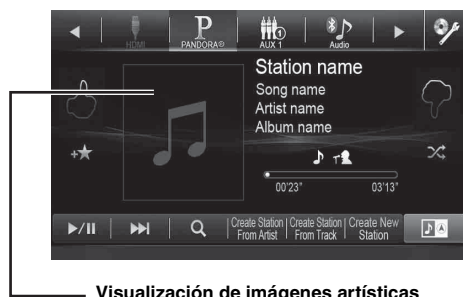 HDMI
P
PANDORA®
AUX 1
Audio
Station name
Song name
Artist name
Album name
00'23"
03'13"
Create Station From Artist
Create Station From Track
Create New Station
Visualización de imágenes artísticas